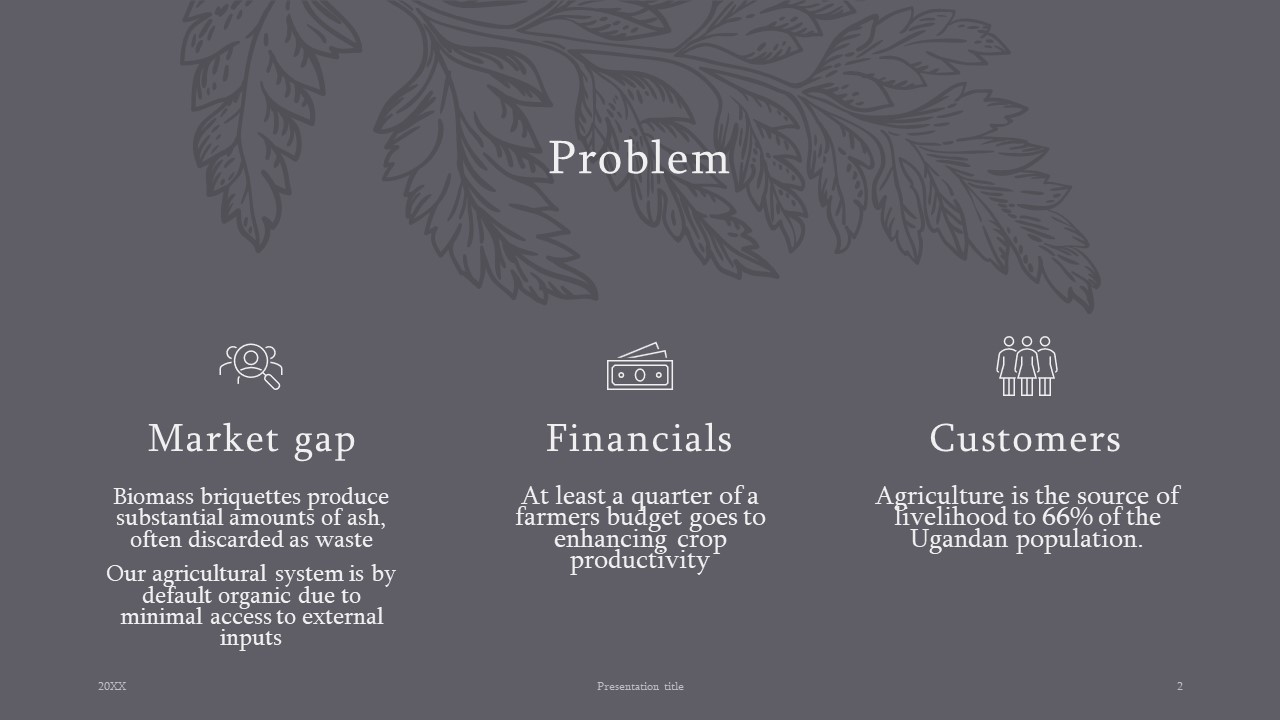 Problem
Market gap
Biomass briquettes produce
substantial amounts of ash,
often discarded as waste
Our agricultural system is by
default organic due to
minimal access to external
inputs
Financials
At least a quarter of a
farmers budget goes to
enhancing crop
productivity
Customers
Agriculture is the source of
livelihood to 66% of the
Ugandan population.
20XX
Presentation title
2